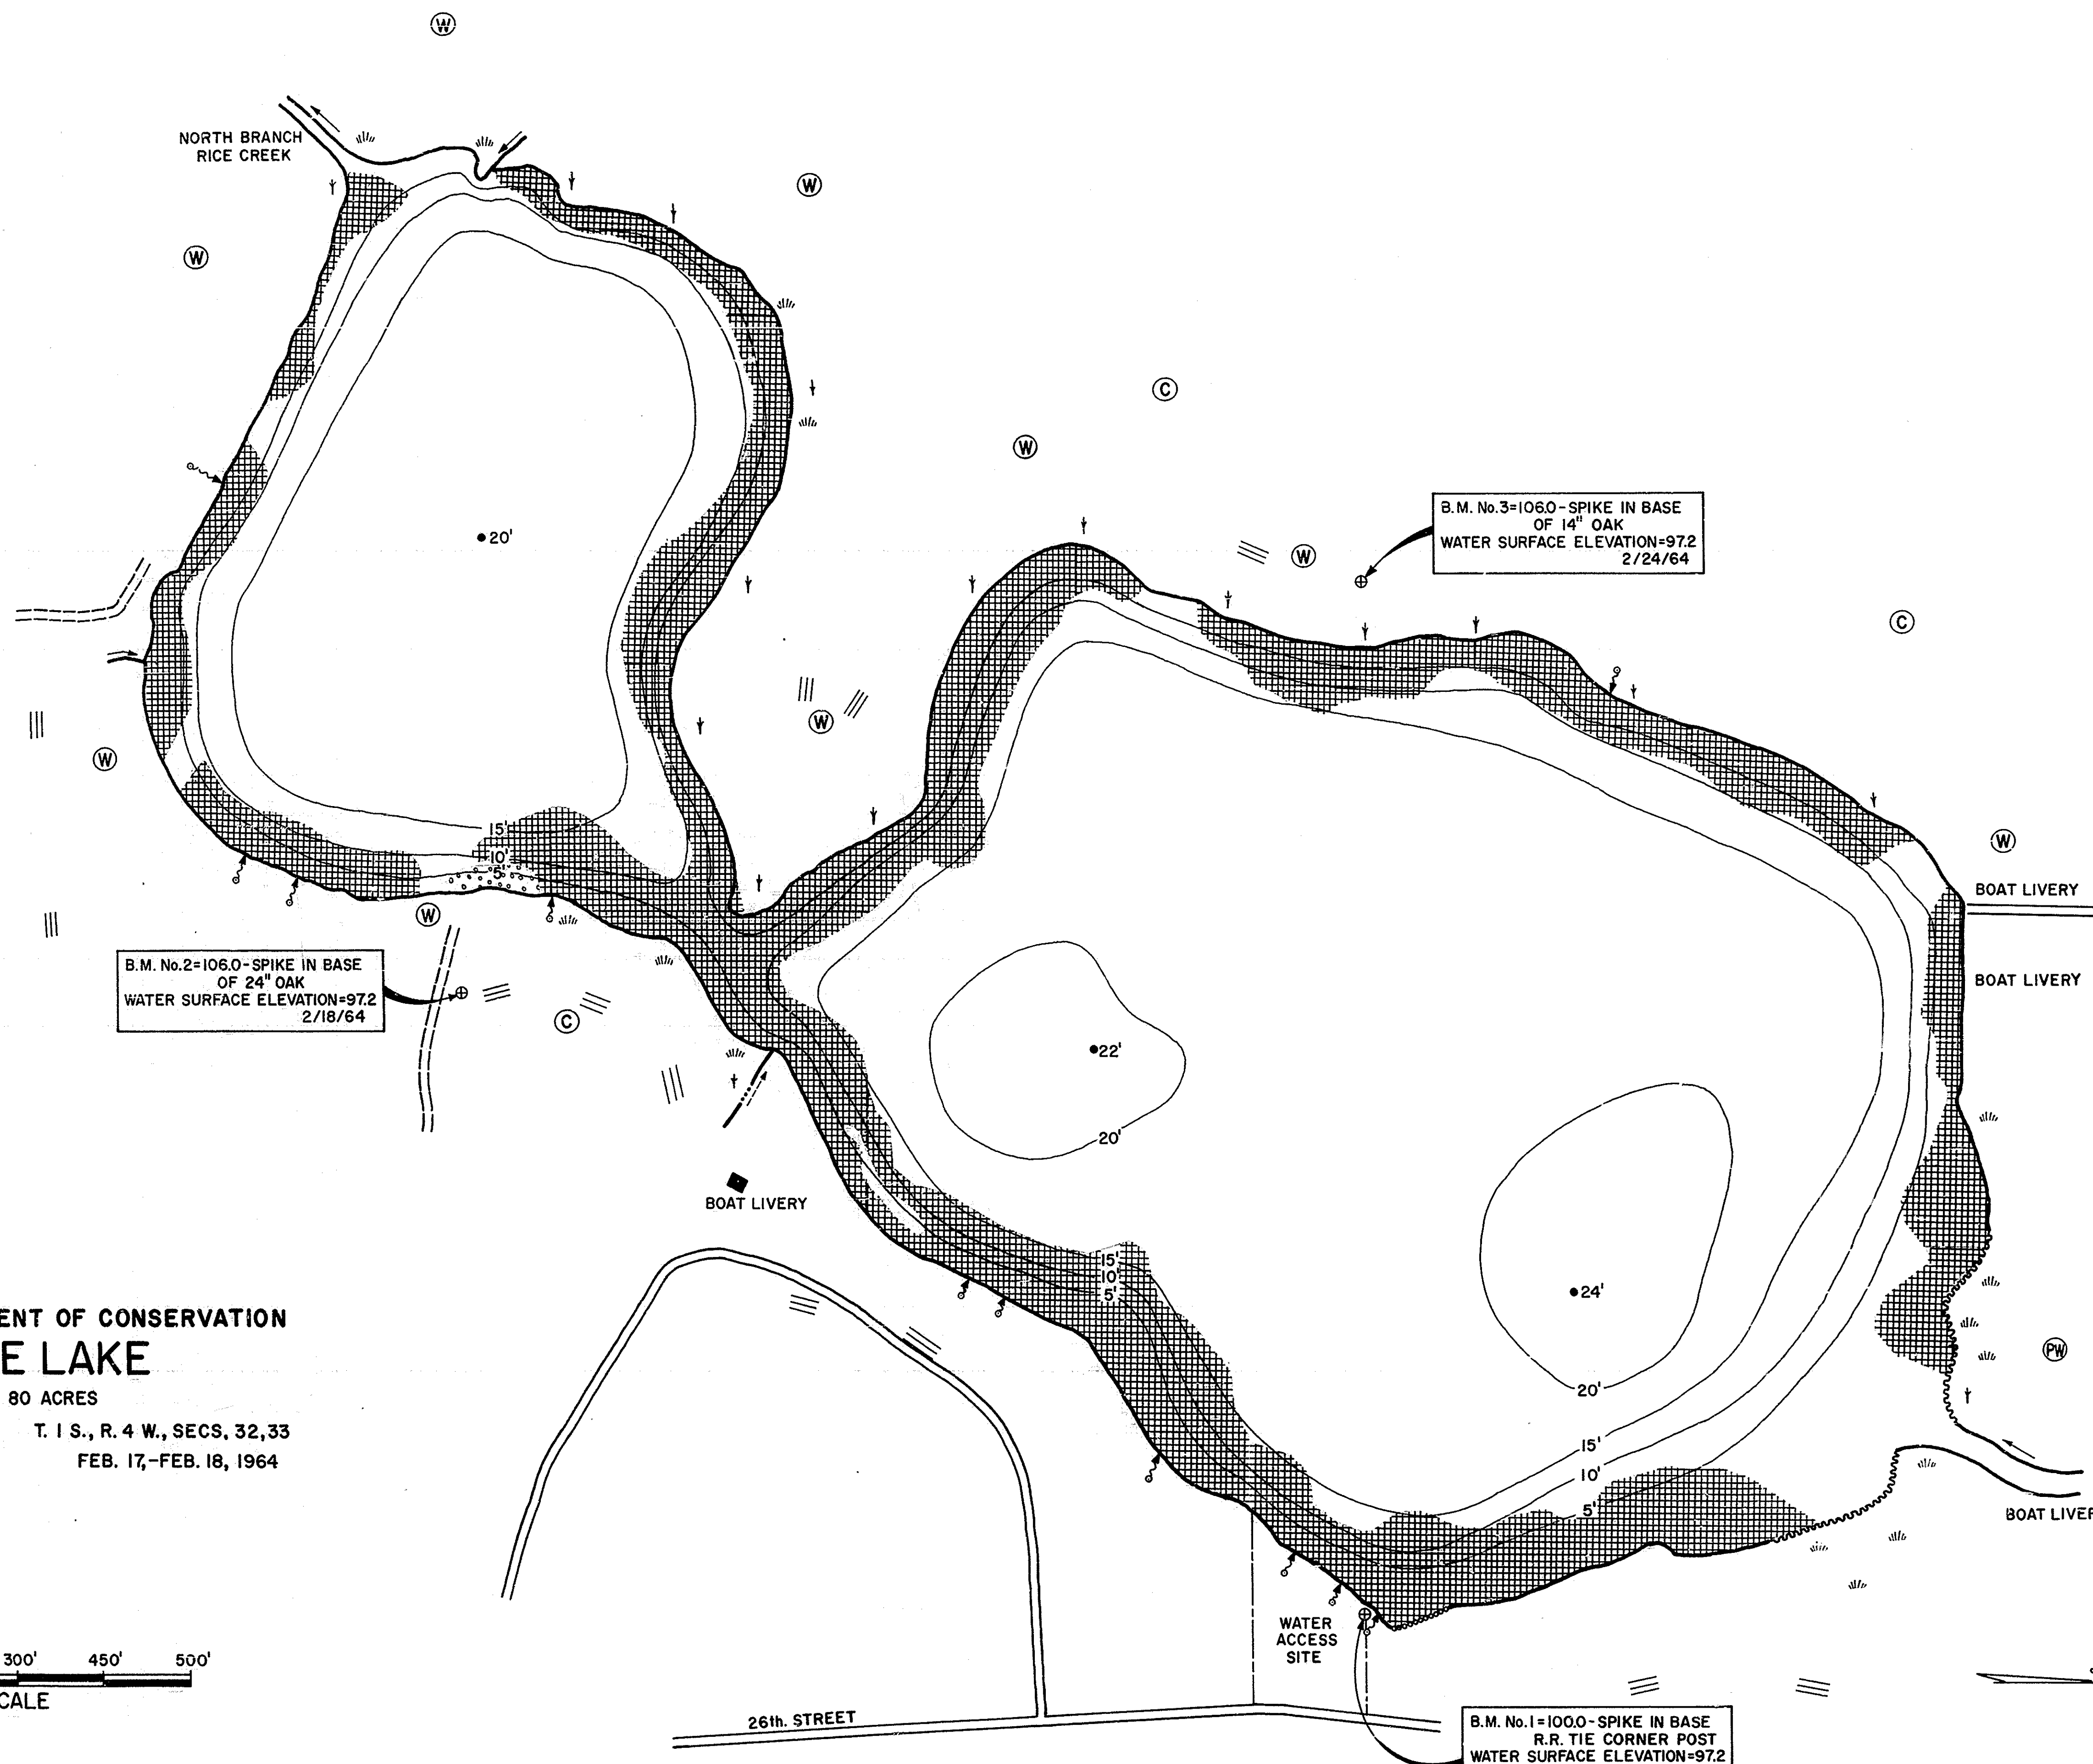 W
NORTH BRANCH
RICE CREEK
W
W
C
W
B.M. No.3=106.0-SPIKE IN BASE
OF 14" OAK
WATER SURFACE ELEVATION=97.2
2/24/64
20'
W
C
W
W
15'
10'
5'
W
W
BOAT LIVERY
BOAT LIVERY
B.M. No.2=106.0-SPIKE IN BASE
OF 24" OAK
WATER SURFACE ELEVATION=97.2
2/18/64
C
22'
20'
BOAT LIVERY
15'
10'
5'
24'
ENT OF CONSERVATION
E LAKE
80 ACRES
T. 1 S., R. 4 W., SECS, 32,33
FEB. 17,-FEB. 18, 1964
PW
20'
15'
10'
5'
BOAT LIVER
WATER
ACCESS
SITE
300' 450' 500'
CALE
26th. STREET
B.M. No.1=100.0-SPIKE IN BASE
R.R. TIE CORNER POST
WATER SURFACE ELEVATION=97.2